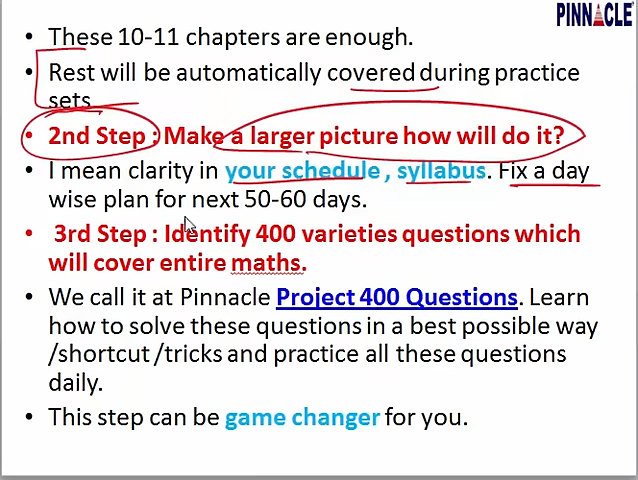 PINNACLE
• These 10-11 chapters are enough.
• Rest will be automatically covered during practice
sets.
• 2nd Step : Make a larger picture how will do it?
• I mean clarity in your schedule , syllabus. Fix a day
wise plan for next 50-60 days.
• 3rd Step : Identify 400 varieties questions which
will cover entire maths.
• We call it at Pinnacle Project 400 Questions. Learn
how to solve these questions in a best possible way
/shortcut /tricks and practice all these questions
daily.
• This step can be game changer for you.